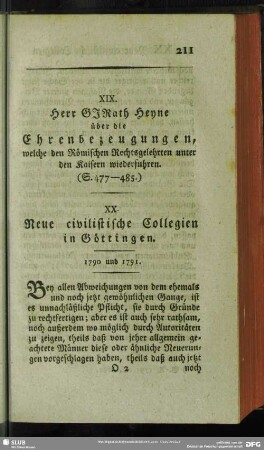 211
XIX.
Herr GJRath Heyne
über die
Ehrenbezeugungen,
welche den Römischen Rechtsgelehrten unter
den Kaisern wiederfuhren.
(S. 477—485.)
XX.
Neue civilistische Collegien
in Göttingen.
1790 und 1791.
Bey allen Abweichungen von dem ehemals
und noch jetzt gewöhnlichen Gange, ist
es unnachläßliche Pflicht, sie durch Gründe
zu rechtfertigen; aber es ist auch sehr rathsam,
noch außerdem wo möglich durch Autoritäten
zu zeigen, theils daß von jeher allgemein ge-
achtete Männer diese oder ähnliche Neuerun-
gen vorgeschlagen haben, theils daß auch jetzt
O 2 noch
SLUB